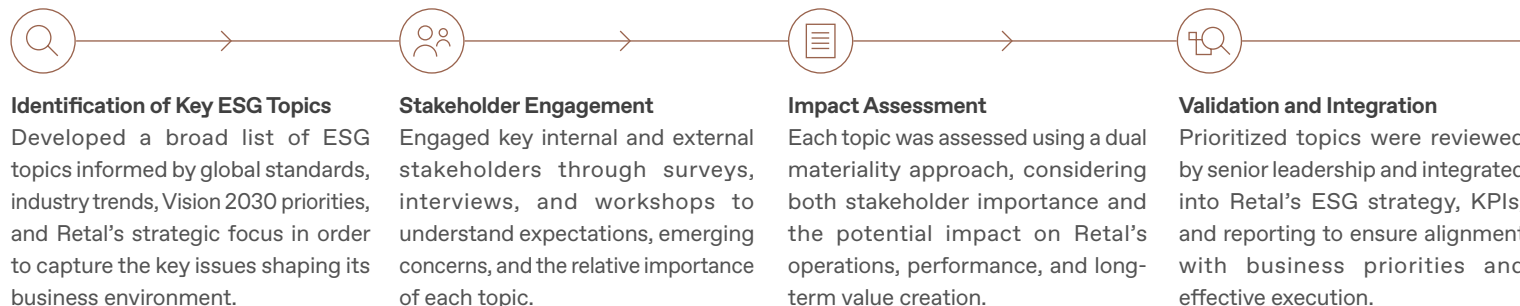 Identification of Key ESG Topics
Developed a broad list of ESG
topics informed by global standards,
industry trends, Vision 2030 priorities,
and Retal's strategic focus in order
to capture the key issues shaping its
business environment.
Stakeholder Engagement
Engaged key internal and external
stakeholders through surveys,
interviews, and workshops to
understand expectations, emerging
concerns, and the relative importance
of each topic.
Impact Assessment
Each topic was assessed using a dual
materiality approach, considering
both stakeholder importance and
the potential impact on Retal's
operations, performance, and long-
term value creation.
Validation and Integration
Prioritized topics were reviewed
by senior leadership and integrated
into Retal's ESG strategy, KPIs,
and reporting to ensure alignment
with business priorities and
effective execution.